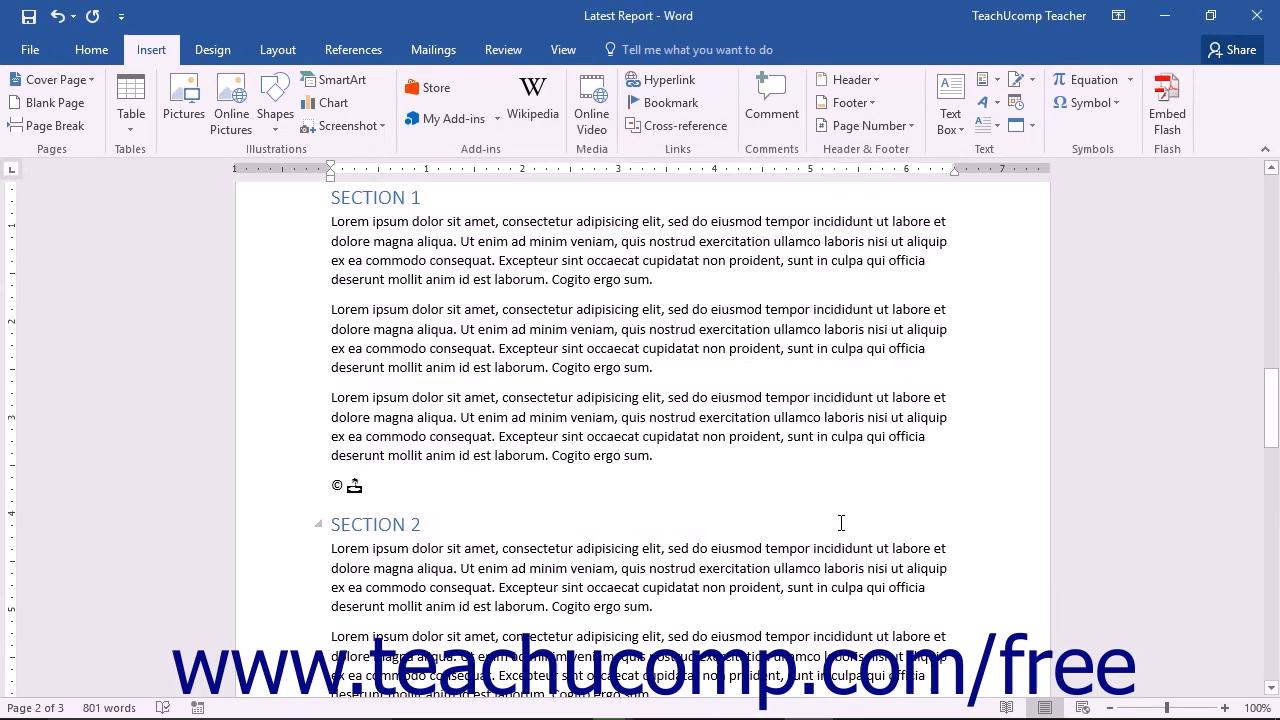 Latest Report - Word
TeachUcomp Teacher
File Home Insert Design Layout References Mailings Review View Tell me what you want to do Share
Cover Page
Blank Page
Page Break
Pages
Table
Tables
Pictures
Online Pictures
Shapes
SmartArt
Chart
Screenshot
Illustrations
Store
My Add-ins
Wikipedia
Add-ins
Online Video
Media
Hyperlink
Bookmark
Cross-reference
Links
Comment
Comments
Header
Footer
Page Number
Header & Footer
Text Box
Text
Equation
Symbol
Symbols
Embed Flash
Flash
1 1 2 3 4 5 6 7
1
2
3
4
5
SECTION 1
Lorem ipsum dolor sit amet, consectetur adipisicing elit, sed do eiusmod tempor incididunt ut labore et
dolore magna aliqua. Ut enim ad minim veniam, quis nostrud exercitation ullamco laboris nisi ut aliquip
ex ea commodo consequat. Excepteur sint occaecat cupidatat non proident, sunt in culpa qui officia
deserunt mollit anim id est laborum. Cogito ergo sum.
Lorem ipsum dolor sit amet, consectetur adipisicing elit, sed do eiusmod tempor incididunt ut labore et
dolore magna aliqua. Ut enim ad minim veniam, quis nostrud exercitation ullamco laboris nisi ut aliquip
ex ea commodo consequat. Excepteur sint occaecat cupidatat non proident, sunt in culpa qui officia
deserunt mollit anim id est laborum. Cogito ergo sum.
Lorem ipsum dolor sit amet, consectetur adipisicing elit, sed do eiusmod tempor incididunt ut labore et
dolore magna aliqua. Ut enim ad minim veniam, quis nostrud exercitation ullamco laboris nisi ut aliquip
ex ea commodo consequat. Excepteur sint occaecat cupidatat non proident, sunt in culpa qui officia
deserunt mollit anim id est laborum. Cogito ergo sum.
©
SECTION 2
Lorem ipsum dolor sit amet, consectetur adipisicing elit, sed do eiusmod tempor incididunt ut labore et
dolore magna aliqua. Ut enim ad minim veniam, quis nostrud exercitation ullamco laboris nisi ut aliquip
ex ea commodo consequat. Excepteur sint occaecat cupidatat non proident, sunt in culpa qui officia
deserunt mollit anim id est laborum. Cogito ergo sum.
Lorem ipsum dolor sit amet, consectetur adipisicing elit, sed do eiusmod tempor incididunt ut labore et
www.teachucomp.com/free
Page 2 of 3 801 words 100%